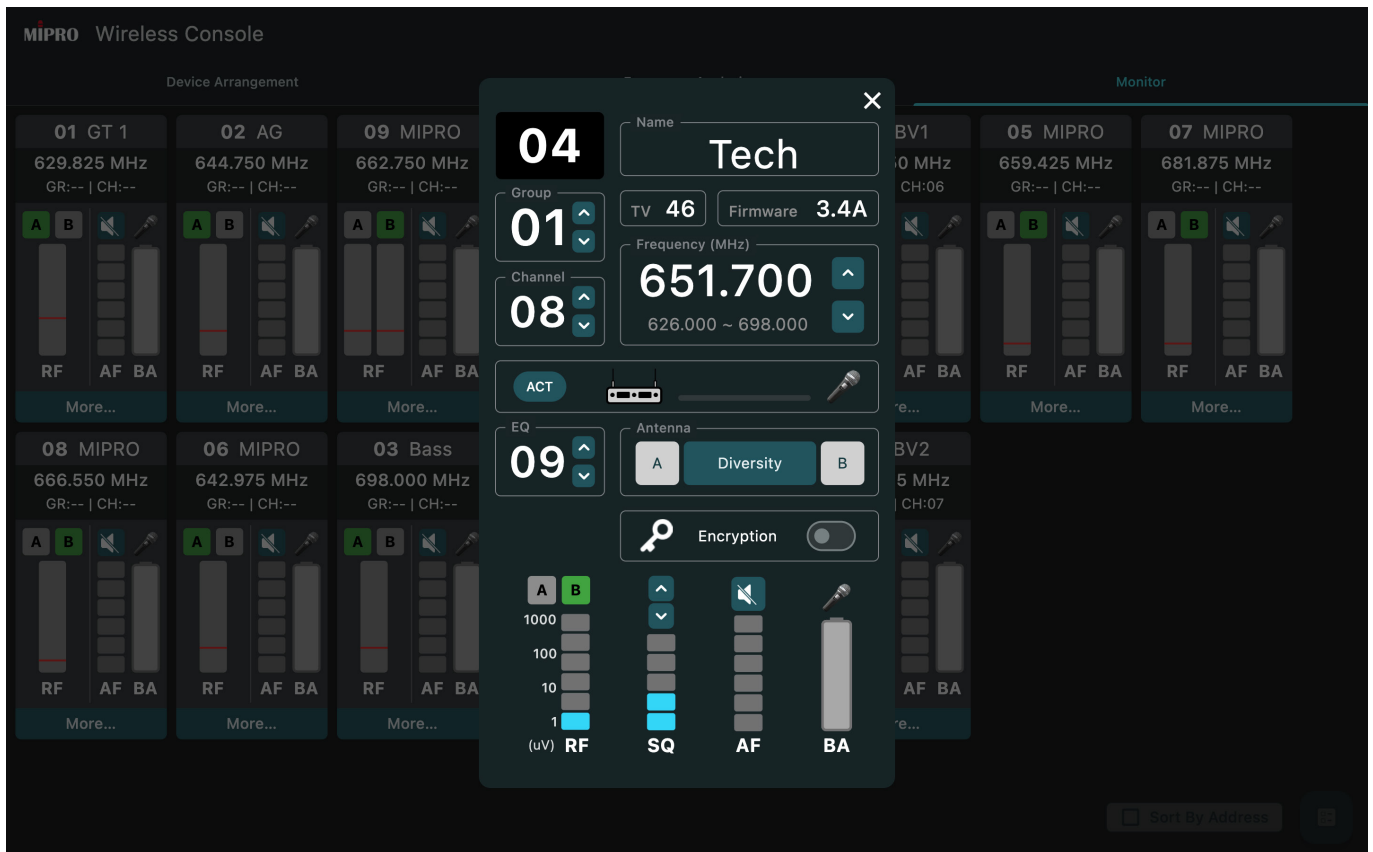 MIPRO Wireless Console
Device Arrangement
Monitor
01 GT 1
629.825 MHz
GR:-- | CH:--
A B
RF AF BA
More...
02 AG
644.750 MHz
GR:-- | CH:--
A B
RF AF BA
More...
09 MIPRO
662.750 MHz
GR:-- | CH:--
A B
RF AF BA
More...
BV1
0 MHz
CH:06
AF BA
05 MIPRO
659.425 MHz
GR:-- | CH:--
A B
RF AF BA
More...
07 MIPRO
681.875 MHz
GR:-- | CH:--
A B
RF AF BA
More...
08 MIPRO
666.550 MHz
GR:-- | CH:--
A B
RF AF BA
More...
06 MIPRO
642.975 MHz
GR:-- | CH:--
A B
RF AF BA
More...
03 Bass
698.000 MHz
GR:-- | CH:--
A B
RF AF BA
More...
BV2
5 MHz
| CH:07
AF BA
04
Name
Tech
Group
01
TV 46
Firmware 3.4A
Channel
08
Frequency (MHz)
651.700
626.000 ~ 698.000
ACT
EQ
09
Antenna
A Diversity B
Encryption
A B
1000
100
10
1
(uV) RF SQ AF BA
Sort By Address